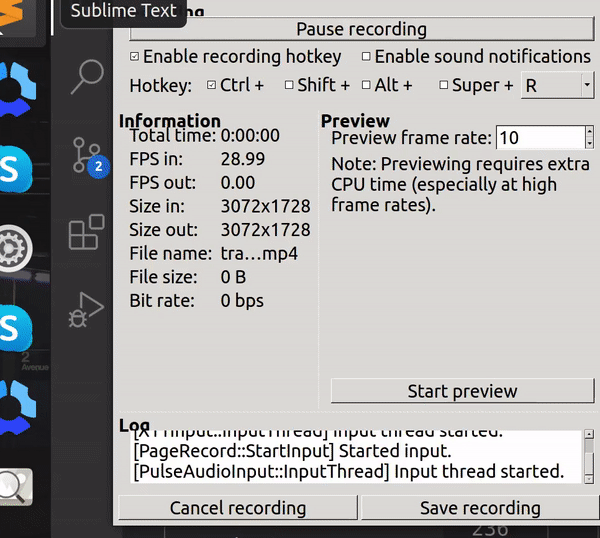 Sublime Text
Pause recording
Enable recording hotkey
Enable sound notifications
Hotkey:
Ctrl +
Shift +
Alt +
Super +
R
Information
Total time: 0:00:00
FPS in: 28.99
FPS out: 0.00
Size in: 3072x1728
Size out: 3072x1728
File name: tra...mp4
File size: 0 B
Bit rate: 0 bps
Preview
Preview frame rate: 10
Note: Previewing requires extra
CPU time (especially at high
frame rates).
Start preview
Log
[X11Input::InputThread] Input thread started.
[PageRecord::StartInput] Started input.
[PulseAudioInput::InputThread] Input thread started.
Cancel recording
Save recording
2
S
S
2
Avenue
236